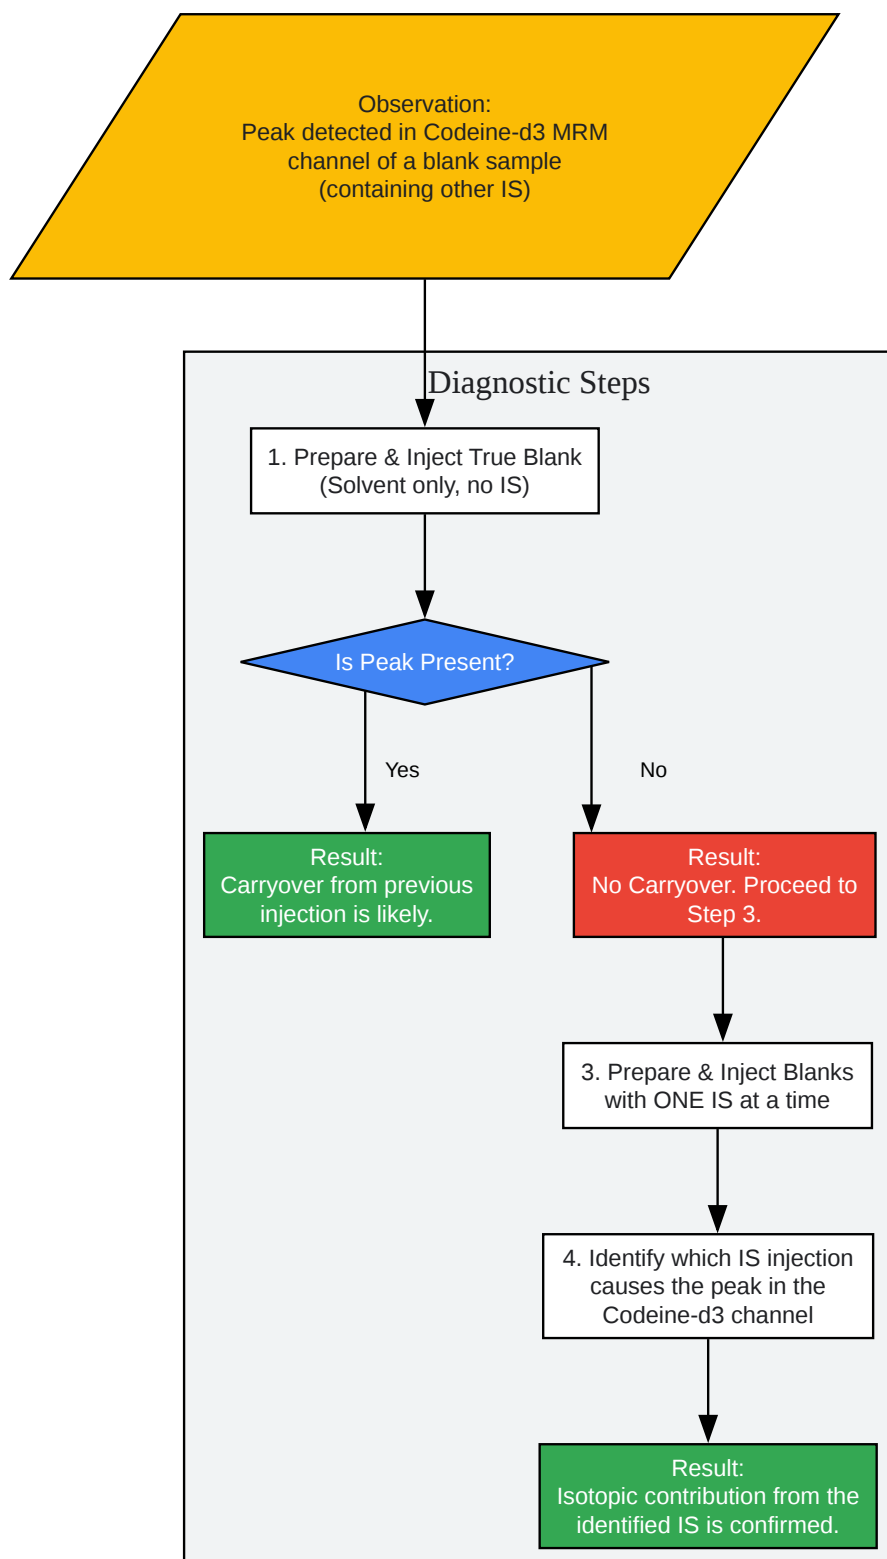 Observation:
Peak detected in Codeine-d3 MRM
channel of a blank sample
(containing other IS)
Diagnostic Steps
1. Prepare & Inject True Blank
(Solvent only, no IS)
Is Peak Present?
Yes
No
Result:
Carryover from previous
injection is likely.
Result:
No Carryover. Proceed to
Step 3.
3. Prepare & Inject Blanks
with ONE IS at a time
4. Identify which IS injection
causes the peak in the
Codeine-d3 channel
Result:
Isotopic contribution from the
identified IS is confirmed.